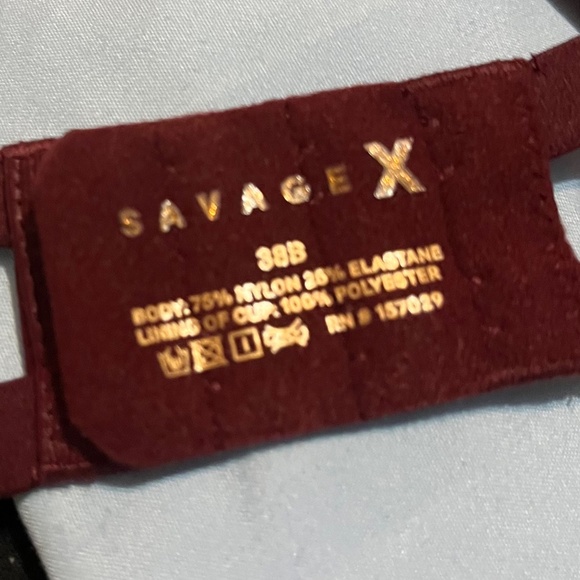 SAVAGE X
38B
BODY: 75% NYLON 25% ELASTANE
LINING OF CUP: 100% POLYESTER
RN # 157029